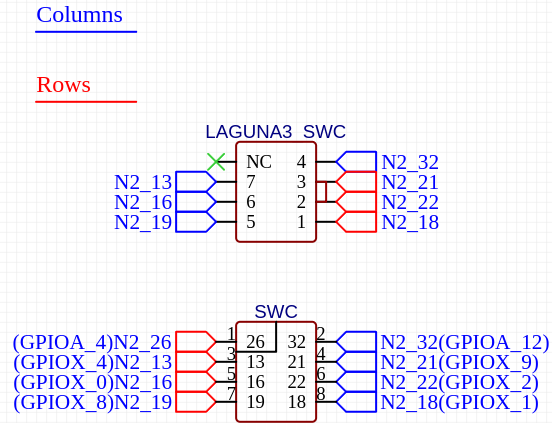 Columns
Rows
LAGUNA3 SWC
NC 4 N2_32
N2_13 7 3 N2_21
N2_16 6 2 N2_22
N2_19 5 1 N2_18
SWC
(GPIOA_4)N2_26 1 26 32 2 N2_32(GPIOA_12)
(GPIOX_4)N2_13 3 13 21 4 N2_21(GPIOX_9)
(GPIOX_0)N2_16 5 16 22 6 N2_22(GPIOX_2)
(GPIOX_8)N2_19 7 19 18 8 N2_18(GPIOX_1)